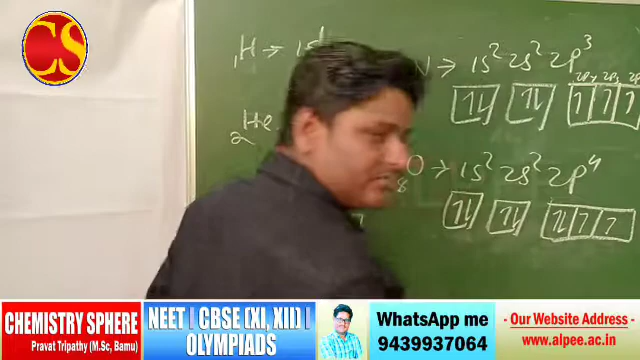 CS
₁H → 1s¹
N → 1s² 2s² 2p³
₂He
₈O → 1s² 2s² 2p⁴
CHEMISTRY SPHERE
Pravat Tripathy (M.Sc, Bamu)
NEET | CBSE (XI, XII) |
OLYMPIADS
WhatsApp me
9439937064
- Our Website Address -
www.alpee.ac.in